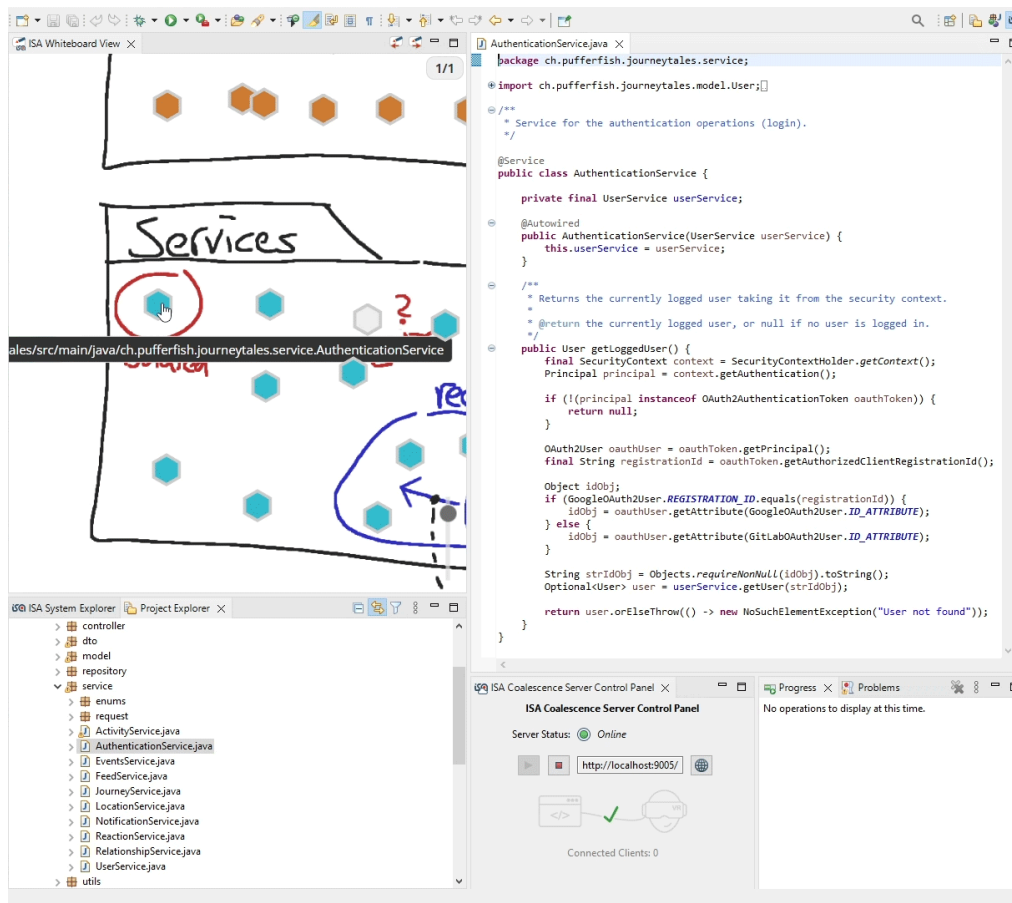 ISA Whiteboard View
1/1
Services
?
ales/src/main/java/ch.pufferfish.journeytales.service.AuthenticationService
AuthenticationService.java
package ch.pufferfish.journeytales.service;
import ch.pufferfish.journeytales.model.User;
/**
* Service for the authentication operations (login).
*/
@Service
public class AuthenticationService {
private final UserService userService;
@Autowired
public AuthenticationService(UserService userService) {
this.userService = userService;
}
/**
* Returns the currently logged user taking it from the security context.
*
* @return the currently logged user, or null if no user is logged in.
*/
public User getLoggedUser() {
final SecurityContext context = SecurityContextHolder.getContext();
Principal principal = context.getAuthentication();
if (!(principal instanceof OAuth2AuthenticationToken oauthToken)) {
return null;
}
OAuth2User oauthUser = oauthToken.getPrincipal();
final String registrationId = oauthToken.getAuthorizedClientRegistrationId();
Object idObj;
if (GoogleOAuth2User.REGISTRATION_ID.equals(registrationId)) {
idObj = oauthUser.getAttribute(GoogleOAuth2User.ID_ATTRIBUTE);
} else {
idObj = oauthUser.getAttribute(GitLabOAuth2User.ID_ATTRIBUTE);
}
String strIdObj = Objects.requireNonNull(idObj).toString();
Optional<User> user = userService.getUser(strIdObj);
return user.orElseThrow(() -> new NoSuchElementException("User not found"));
}
}
ISA System Explorer
Project Explorer
controller
dto
model
repository
service
enums
request
ActivityService.java
AuthenticationService.java
EventsService.java
FeedService.java
JourneyService.java
LocationService.java
NotificationService.java
ReactionService.java
RelationshipService.java
UserService.java
utils
ISA Coalescence Server Control Panel
ISA Coalescence Server Control Panel
Server Status: Online
http://localhost:9005/
</>
VR
Connected Clients: 0
Progress
Problems
No operations to display at this time.